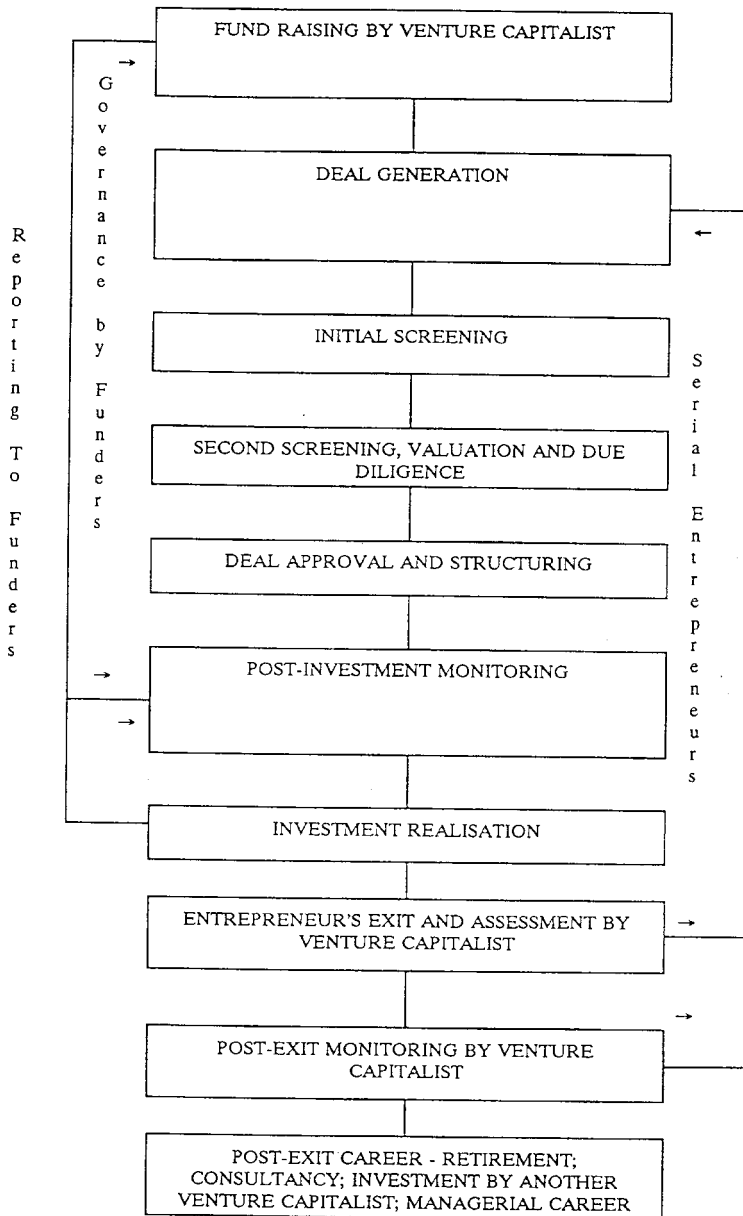 FUND RAISING BY VENTURE CAPITALIST
DEAL GENERATION
INITIAL SCREENING
SECOND SCREENING, VALUATION AND DUE
DILIGENCE
DEAL APPROVAL AND STRUCTURING
POST-INVESTMENT MONITORING
INVESTMENT REALISATION
ENTREPRENEUR'S EXIT AND ASSESSMENT BY
VENTURE CAPITALIST
POST-EXIT MONITORING BY VENTURE
CAPITALIST
POST-EXIT CAREER - RETIREMENT;
CONSULTANCY; INVESTMENT BY ANOTHER
VENTURE CAPITALIST; MANAGERIAL CAREER
Reporting To Funders
Governance by Funders
Serial Entrepreneurs